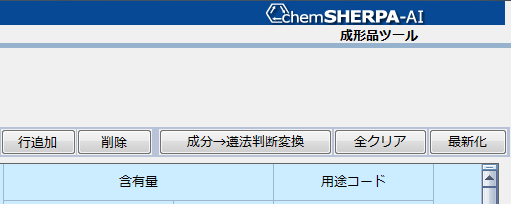 chemSHERPA-AI
成形品ツール
行追加 削除 成分→遵法判断変換 全クリア 最新化
含有量 用途コード